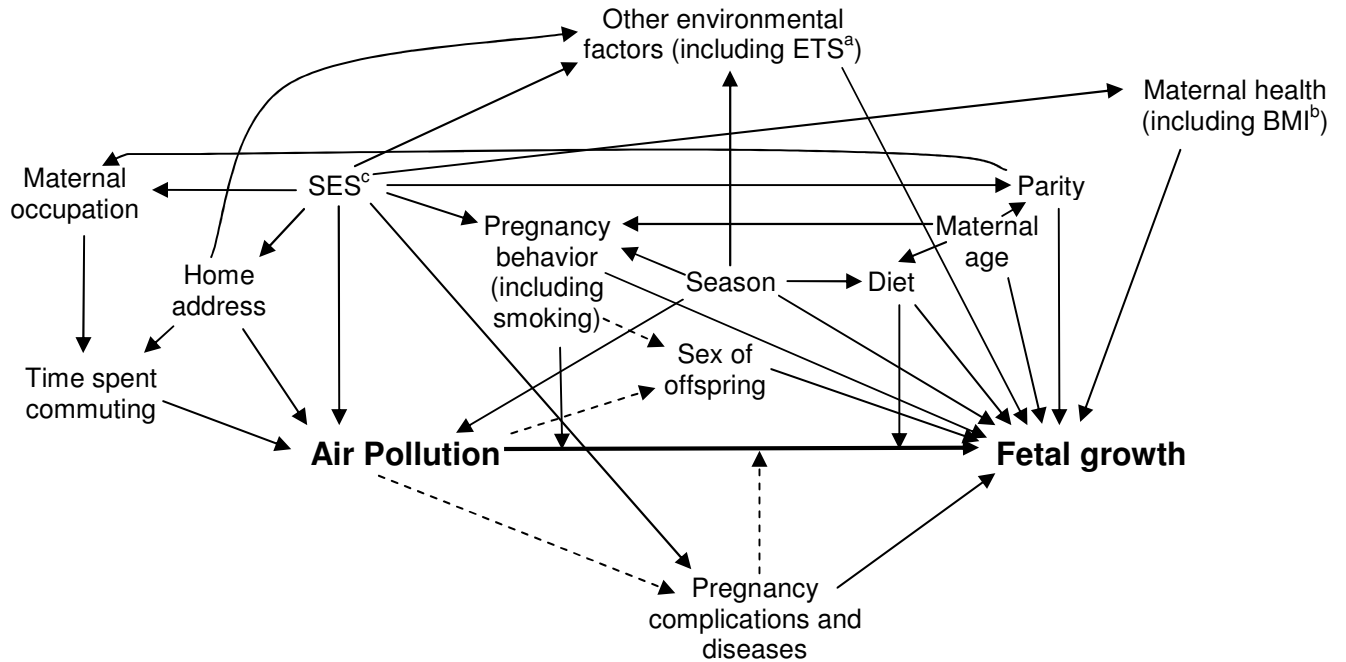 Other environmental
factors (including ETSᵃ)
Maternal health
(including BMIᵇ)
Maternal
occupation
SESᶜ
Parity
Pregnancy
behavior
(including
smoking)
Maternal
age
Home
address
Season
Diet
Sex of
offspring
Time spent
commuting
Air Pollution
Fetal growth
Pregnancy
complications and
diseases